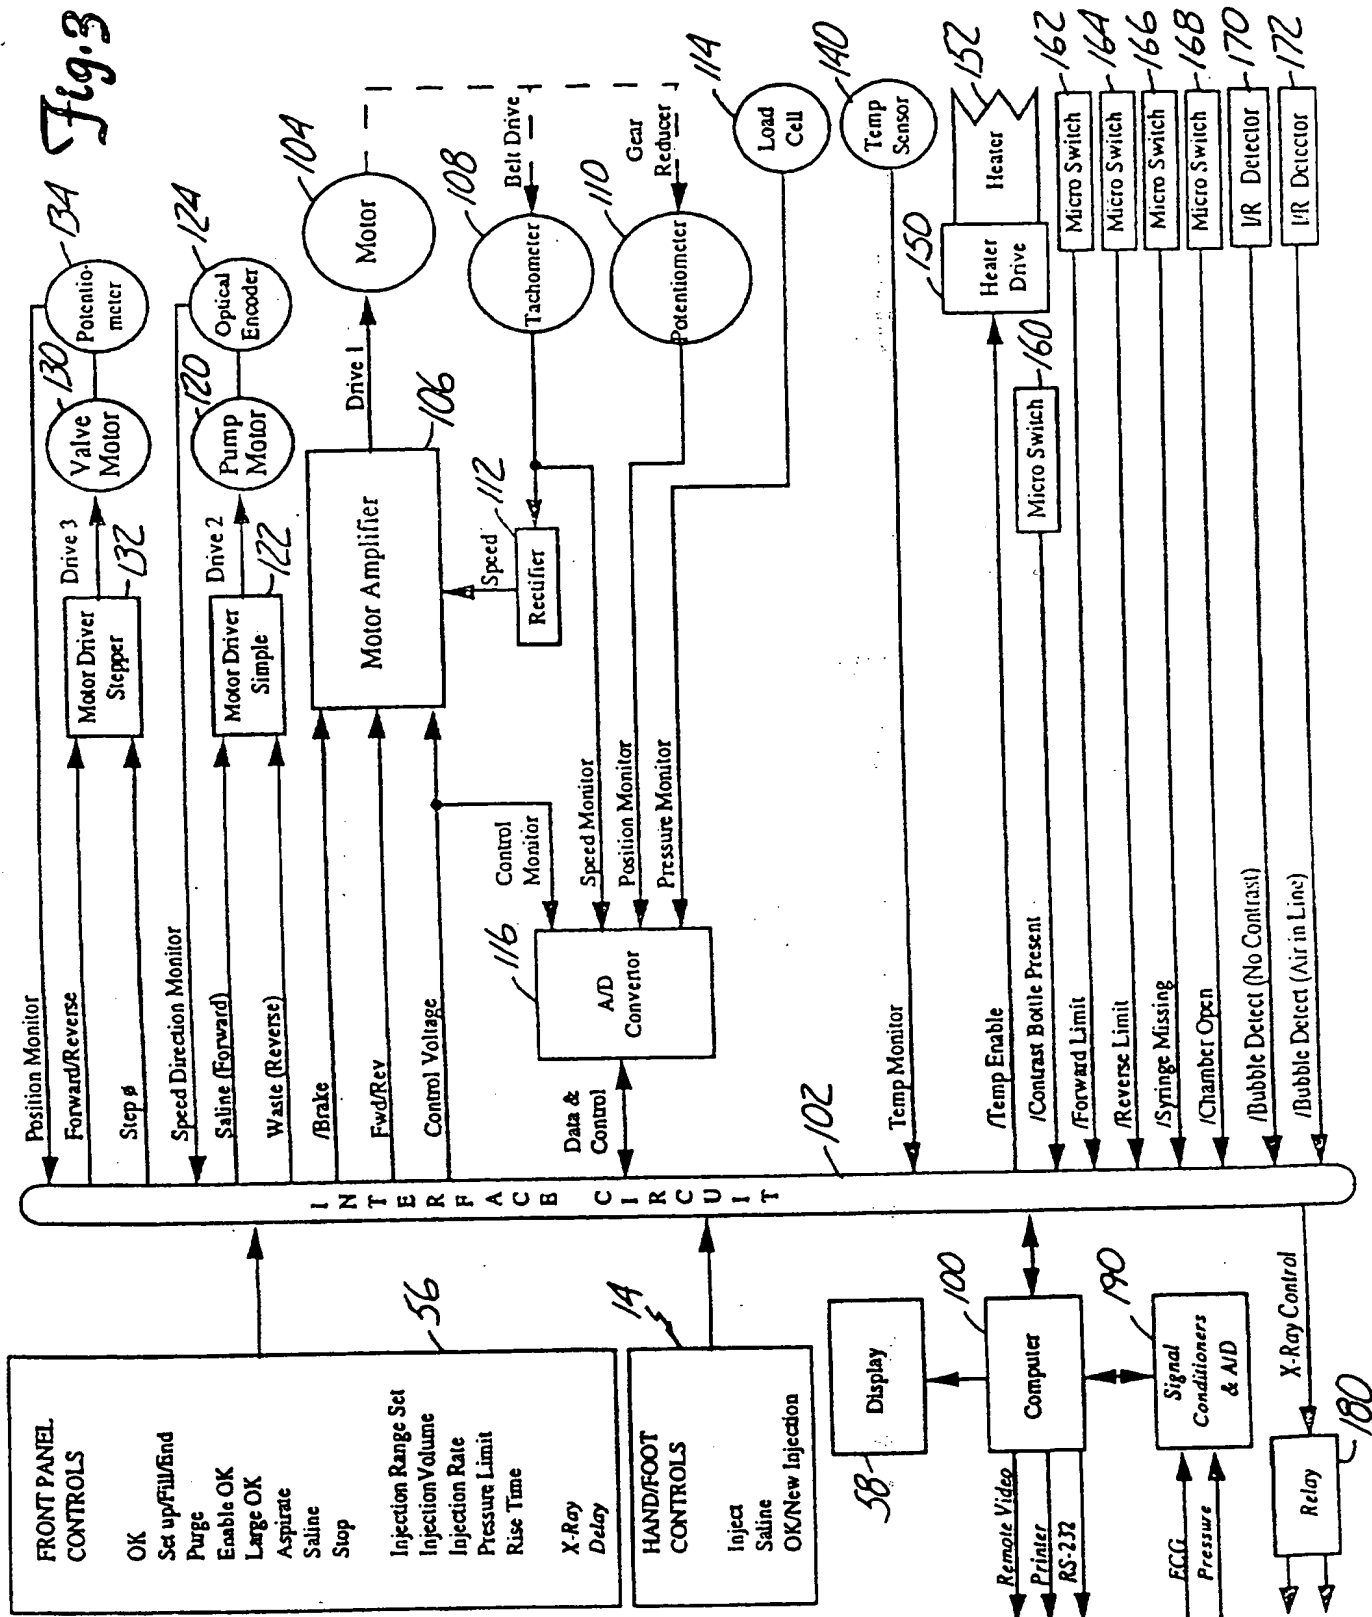 Fig.3
FRONT PANEL
CONTROLS
OK
Set up/Fill/End
Purge
Enable OK
Large OK
Aspirate
Saline
Stop
Injection Range Set
Injection Volume
Injection Rate
Pressure Limit
Rise Time
X-Ray
Delay
56
HAND/FOOT
CONTROLS
Inject
Saline
OK/New Injection
14
INTERFACE CIRCUIT
102
Position Monitor
Forward/Reverse
Step ø
Speed Direction Monitor
Saline (Forward)
Waste (Reverse)
/Brake
Fwd/Rev
Control Voltage
Data &
Control
Temp Monitor
/Temp Enable
/Contrast Bottle Present
/Forward Limit
/Reverse Limit
/Syringe Missing
/Chamber Open
/Bubble Detect (No Contrast)
/Bubble Detect (Air in Line)
Motor Driver
Stepper
132
Drive 3
Valve
Motor
130
Potentio-
meter
134
Motor Driver
Simple
122
Drive 2
Pump
Motor
120
Optical
Encoder
124
Motor Amplifier
106
Drive 1
Motor
104
Belt Drive
Tachometer
108
Gear
Reducer
Potentiometer
110
Speed
Rectifier
112
Control
Monitor
Speed Monitor
Position Monitor
Pressure Monitor
A/D
Convertor
116
Load
Cell
114
Temp
Sensor
140
Heater
Drive
150
Heater
152
Micro Switch
160
Micro Switch
162
Micro Switch
164
Micro Switch
166
Micro Switch
168
I/R Detector
170
I/R Detector
172
Display
58
Computer
100
Remote Video
Printer
RS-232
Signal
Conditioners
& A/D
190
ECG
Pressure
X-Ray Control
Relay
180